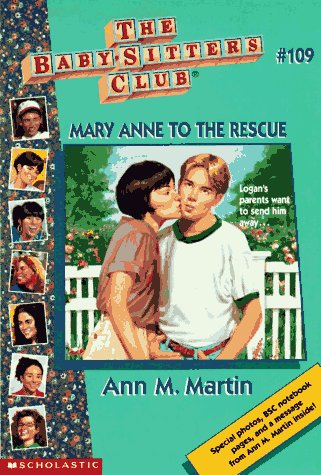 THE
BABY-SITTERS
CLUB®
#109
MARY ANNE TO THE RESCUE
Logan's
parents want
to send him
away...
Ann M. Martin
Special photos, BSC notebook
pages, and a message
from Ann M. Martin inside!
SCHOLASTIC